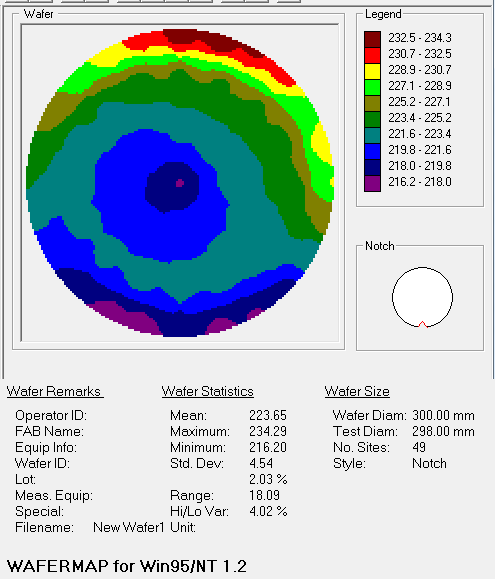 Wafer
Legend
232.5 - 234.3
230.7 - 232.5
228.9 - 230.7
227.1 - 228.9
225.2 - 227.1
223.4 - 225.2
221.6 - 223.4
219.8 - 221.6
218.0 - 219.8
216.2 - 218.0
Notch
Wafer Remarks
Operator ID:
FAB Name:
Equip Info:
Wafer ID:
Lot:
Meas. Equip:
Special:
Filename: New Wafer1
Wafer Statistics
Mean: 223.65
Maximum: 234.29
Minimum: 216.20
Std. Dev: 4.54
2.03 %
Range: 18.09
Hi/Lo Var: 4.02 %
Unit:
Wafer Size
Wafer Diam: 300.00 mm
Test Diam: 298.00 mm
No. Sites: 49
Style: Notch
WAFERMAP for Win95/NT 1.2